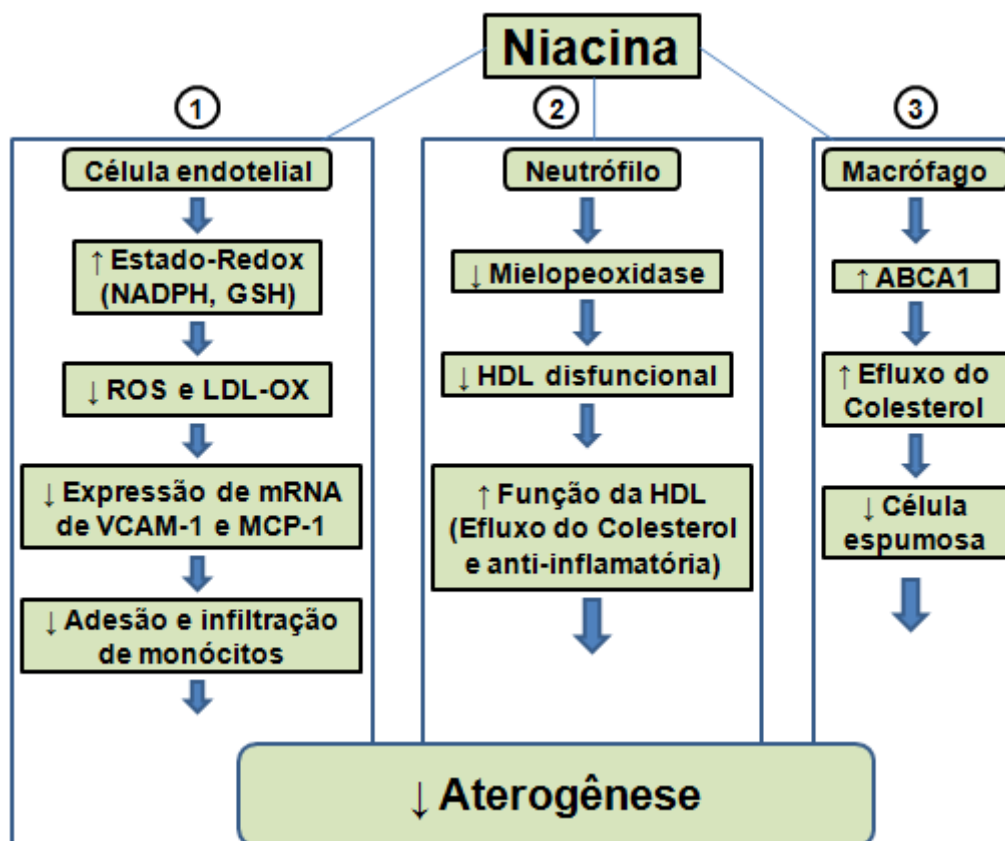 Niacina
1
Célula endotelial
↑ Estado-Redox
(NADPH, GSH)
↓ ROS e LDL-OX
↓ Expressão de mRNA
de VCAM-1 e MCP-1
↓ Adesão e infiltração
de monócitos
2
Neutrófilo
↓ Mielopeoxidase
↓ HDL disfuncional
↑ Função da HDL
(Efluxo do Colesterol
e anti-inflamatória)
3
Macrófago
↑ ABCA1
↑ Efluxo do
Colesterol
↓ Célula
espumosa
↓ Aterogênese